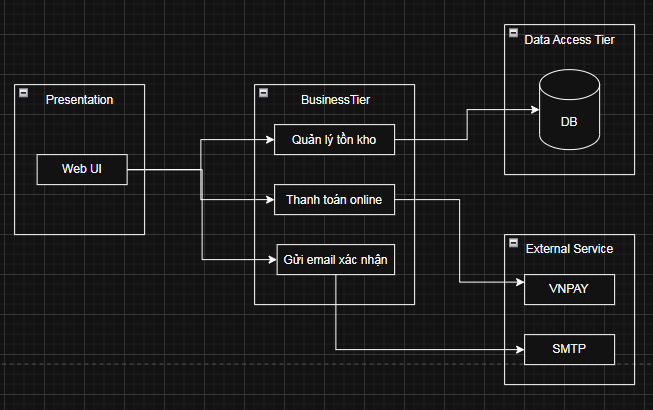 Presentation
Web UI
BusinessTier
Quản lý tồn kho
Thanh toán online
Gửi email xác nhận
Data Access Tier
DB
External Service
VNPAY
SMTP